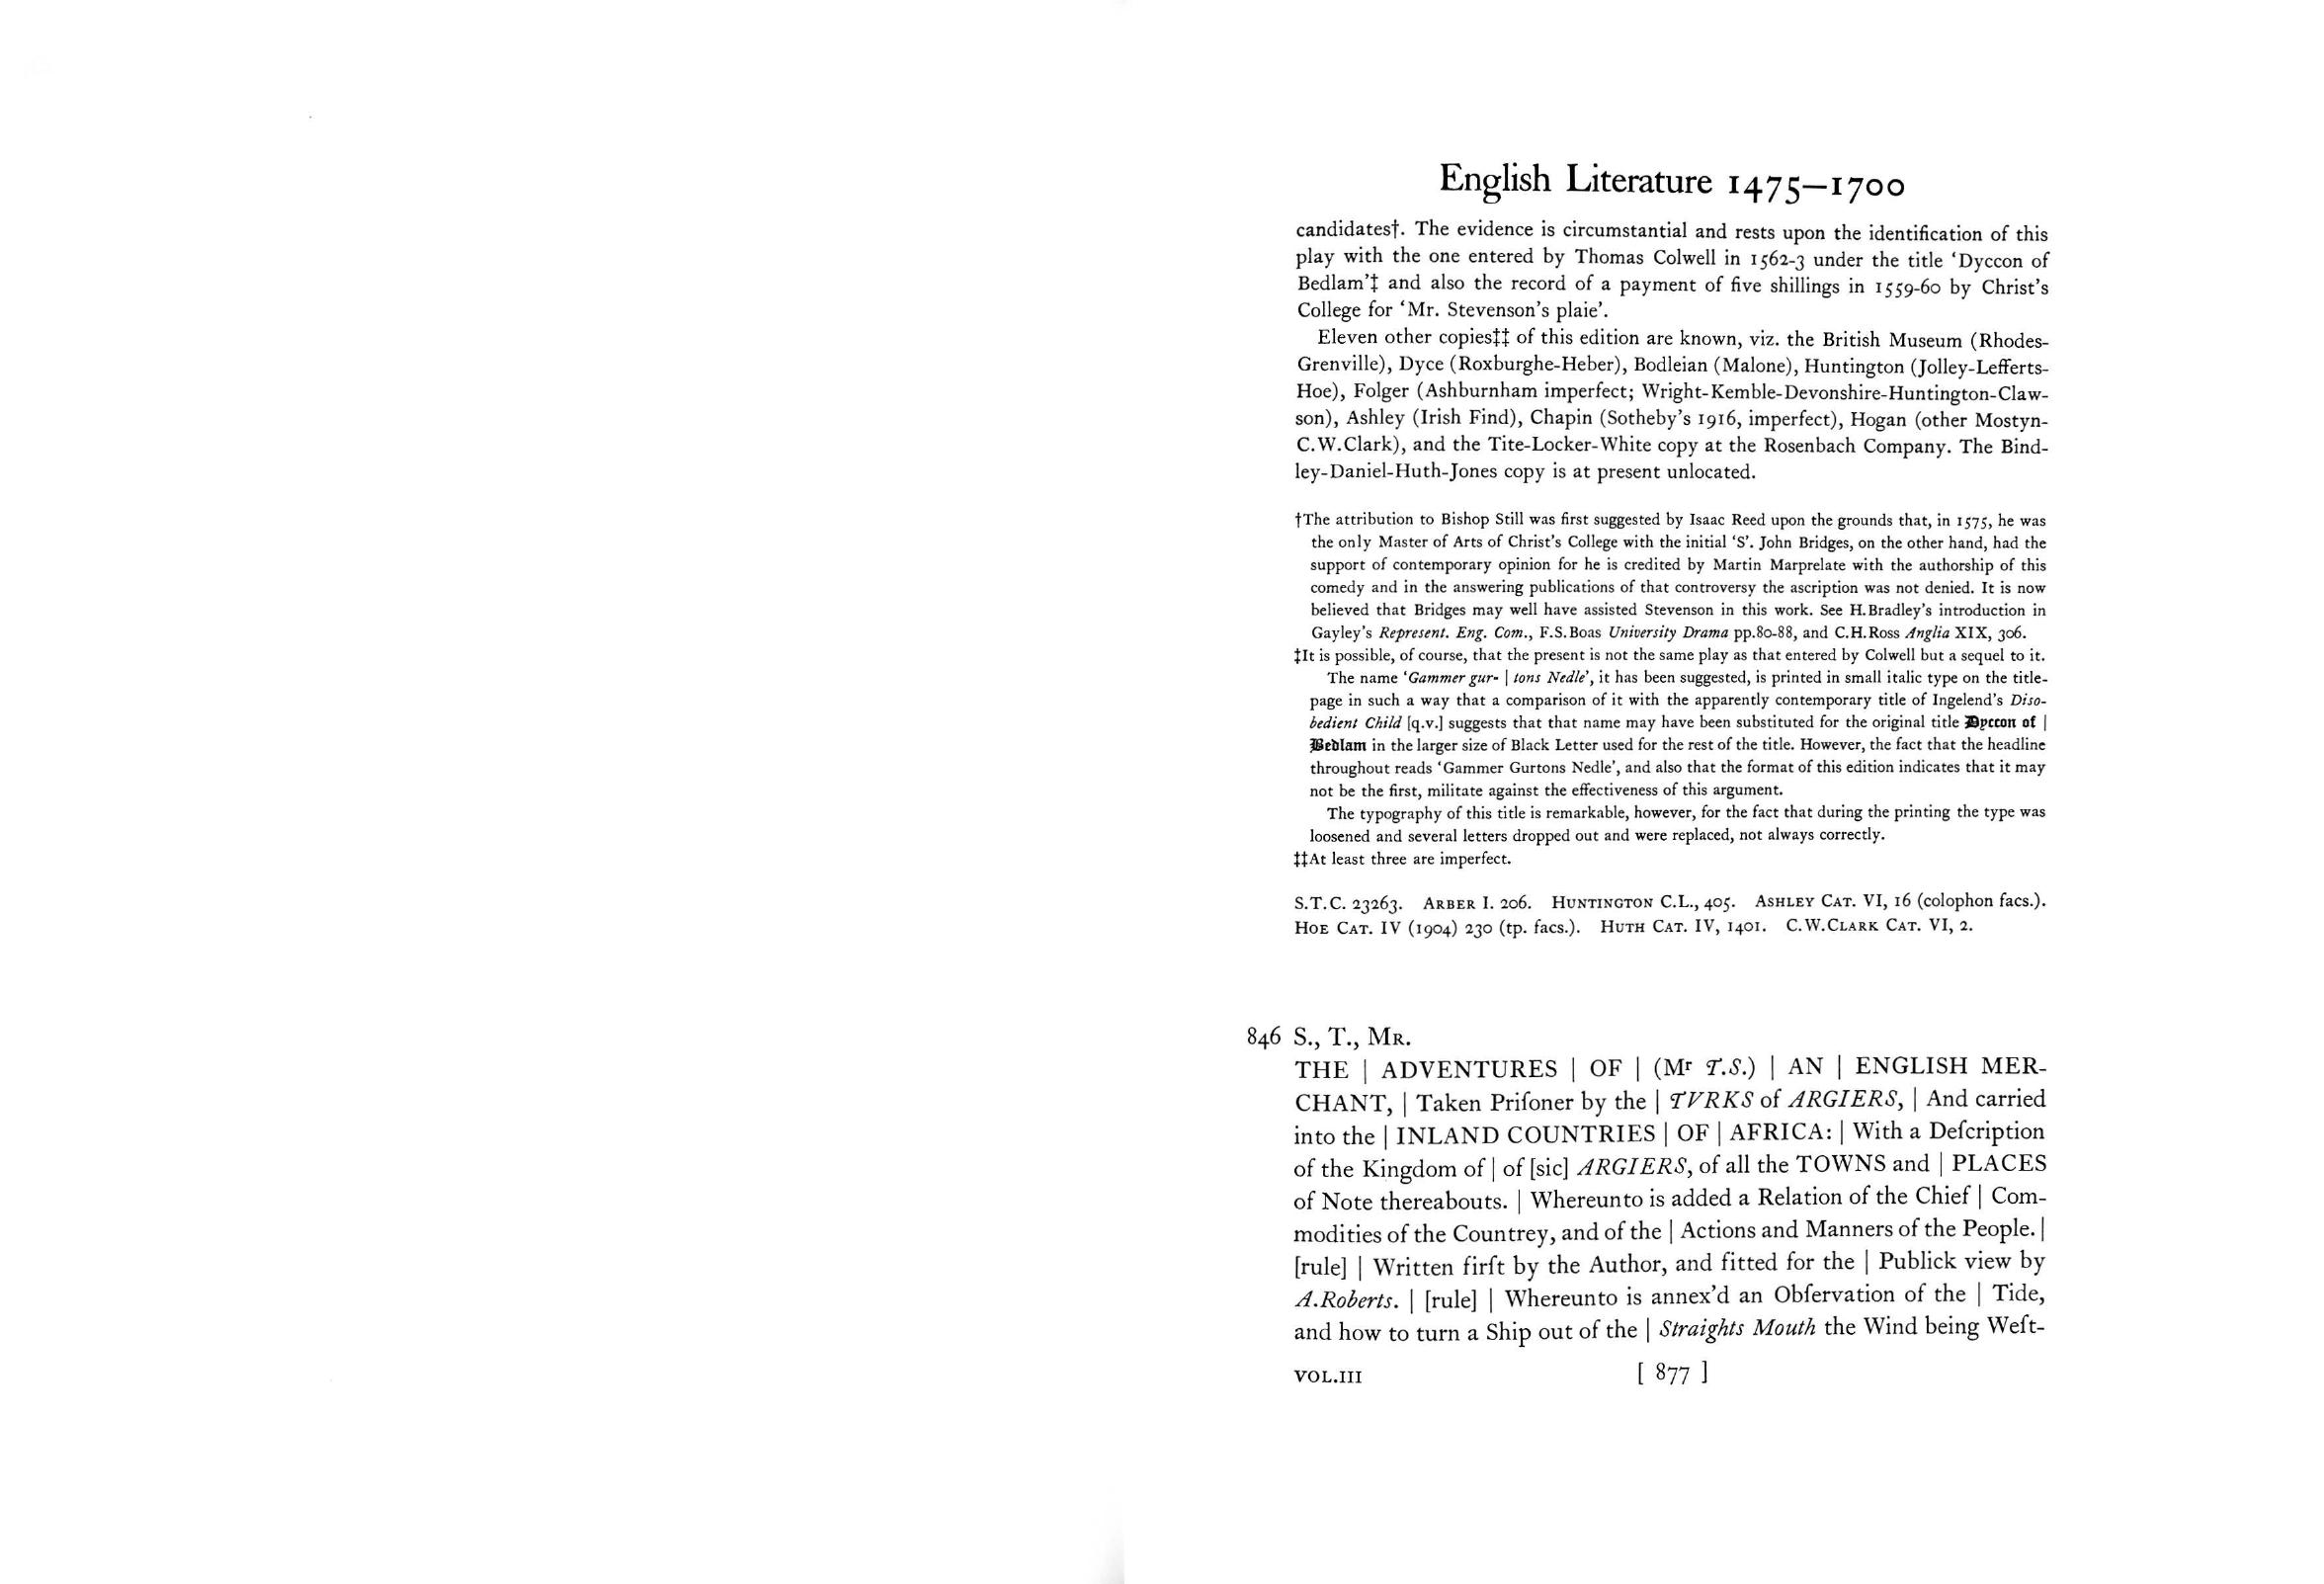 English Literature 1475–1700
candidates†. The evidence is circumstantial and rests upon the identification of this
play with the one entered by Thomas Colwell in 1562-3 under the title ‘Dyccon of
Bedlam’‡ and also the record of a payment of five shillings in 1559-60 by Christ’s
College for ‘Mr. Stevenson’s plaie’.
Eleven other copies‡‡ of this edition are known, viz. the British Museum (Rhodes-
Grenville), Dyce (Roxburghe-Heber), Bodleian (Malone), Huntington (Jolley-Lefferts-
Hoe), Folger (Ashburnham imperfect; Wright-Kemble-Devonshire-Huntington-Claw-
son), Ashley (Irish Find), Chapin (Sotheby’s 1916, imperfect), Hogan (other Mostyn-
C.W.Clark), and the Tite-Locker-White copy at the Rosenbach Company. The Bind-
ley-Daniel-Huth-Jones copy is at present unlocated.
†The attribution to Bishop Still was first suggested by Isaac Reed upon the grounds that, in 1575, he was
the only Master of Arts of Christ’s College with the initial ‘S’. John Bridges, on the other hand, had the
support of contemporary opinion for he is credited by Martin Marprelate with the authorship of this
comedy and in the answering publications of that controversy the ascription was not denied. It is now
believed that Bridges may well have assisted Stevenson in this work. See H.Bradley’s introduction in
Gayley’s Represent. Eng. Com., F.S.Boas University Drama pp.80-88, and C.H.Ross Anglia XIX, 306.
‡It is possible, of course, that the present is not the same play as that entered by Colwell but a sequel to it.
The name ‘Gammer gur- | tons Nedle’, it has been suggested, is printed in small italic type on the title-
page in such a way that a comparison of it with the apparently contemporary title of Ingelend’s Diso-
bedient Child [q.v.] suggests that that name may have been substituted for the original title Dyccon of |
Bedlam in the larger size of Black Letter used for the rest of the title. However, the fact that the headline
throughout reads ‘Gammer Gurtons Nedle’, and also that the format of this edition indicates that it may
not be the first, militate against the effectiveness of this argument.
The typography of this title is remarkable, however, for the fact that during the printing the type was
loosened and several letters dropped out and were replaced, not always correctly.
‡‡At least three are imperfect.
S.T.C. 23263. Arber I. 206. Huntington C.L., 405. Ashley Cat. VI, 16 (colophon facs.).
Hoe Cat. IV (1904) 230 (tp. facs.). Huth Cat. IV, 1401. C.W.Clark Cat. VI, 2.
846 S., T., Mr.
THE | ADVENTURES | OF | (Mr T.S.) | AN | ENGLISH MER-
CHANT, | Taken Priſoner by the | TVRKS of ARGIERS, | And carried
into the | INLAND COUNTRIES | OF | AFRICA: | With a Deſcription
of the Kingdom of | of [sic] ARGIERS, of all the TOWNS and | PLACES
of Note thereabouts. | Whereunto is added a Relation of the Chief | Com-
modities of the Countrey, and of the | Actions and Manners of the People. |
[rule] | Written firſt by the Author, and fitted for the | Publick view by
A.Roberts. | [rule] | Whereunto is annex’d an Obſervation of the | Tide,
and how to turn a Ship out of the | Straights Mouth the Wind being Weſt-
VOL.III [ 877 ]